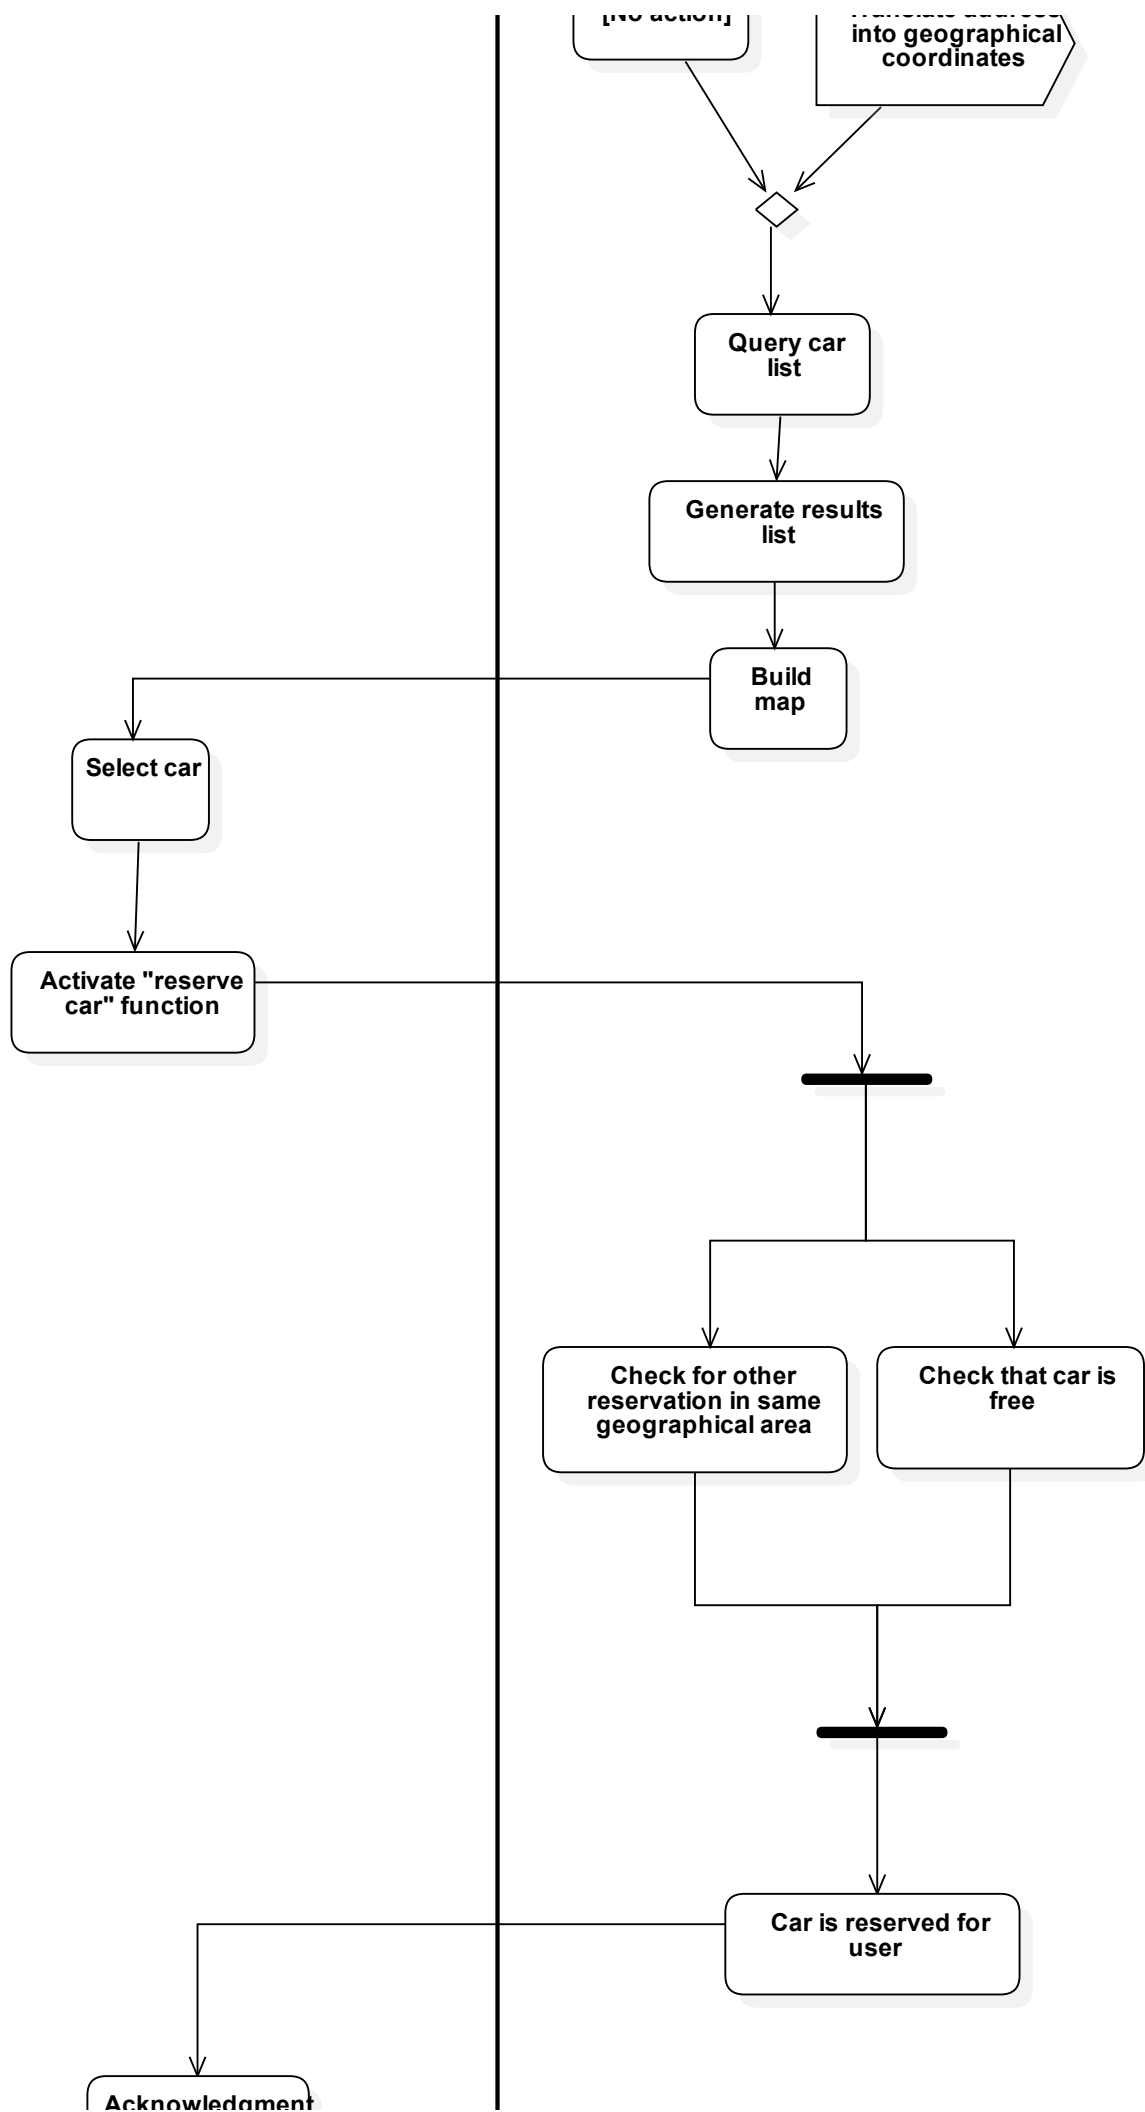 [No action]
Translate address
into geographical
coordinates
Query car
list
Generate results
list
Build
map
Select car
Activate "reserve
car" function
Check for other
reservation in same
geographical area
Check that car is
free
Car is reserved for
user
Acknowledgment